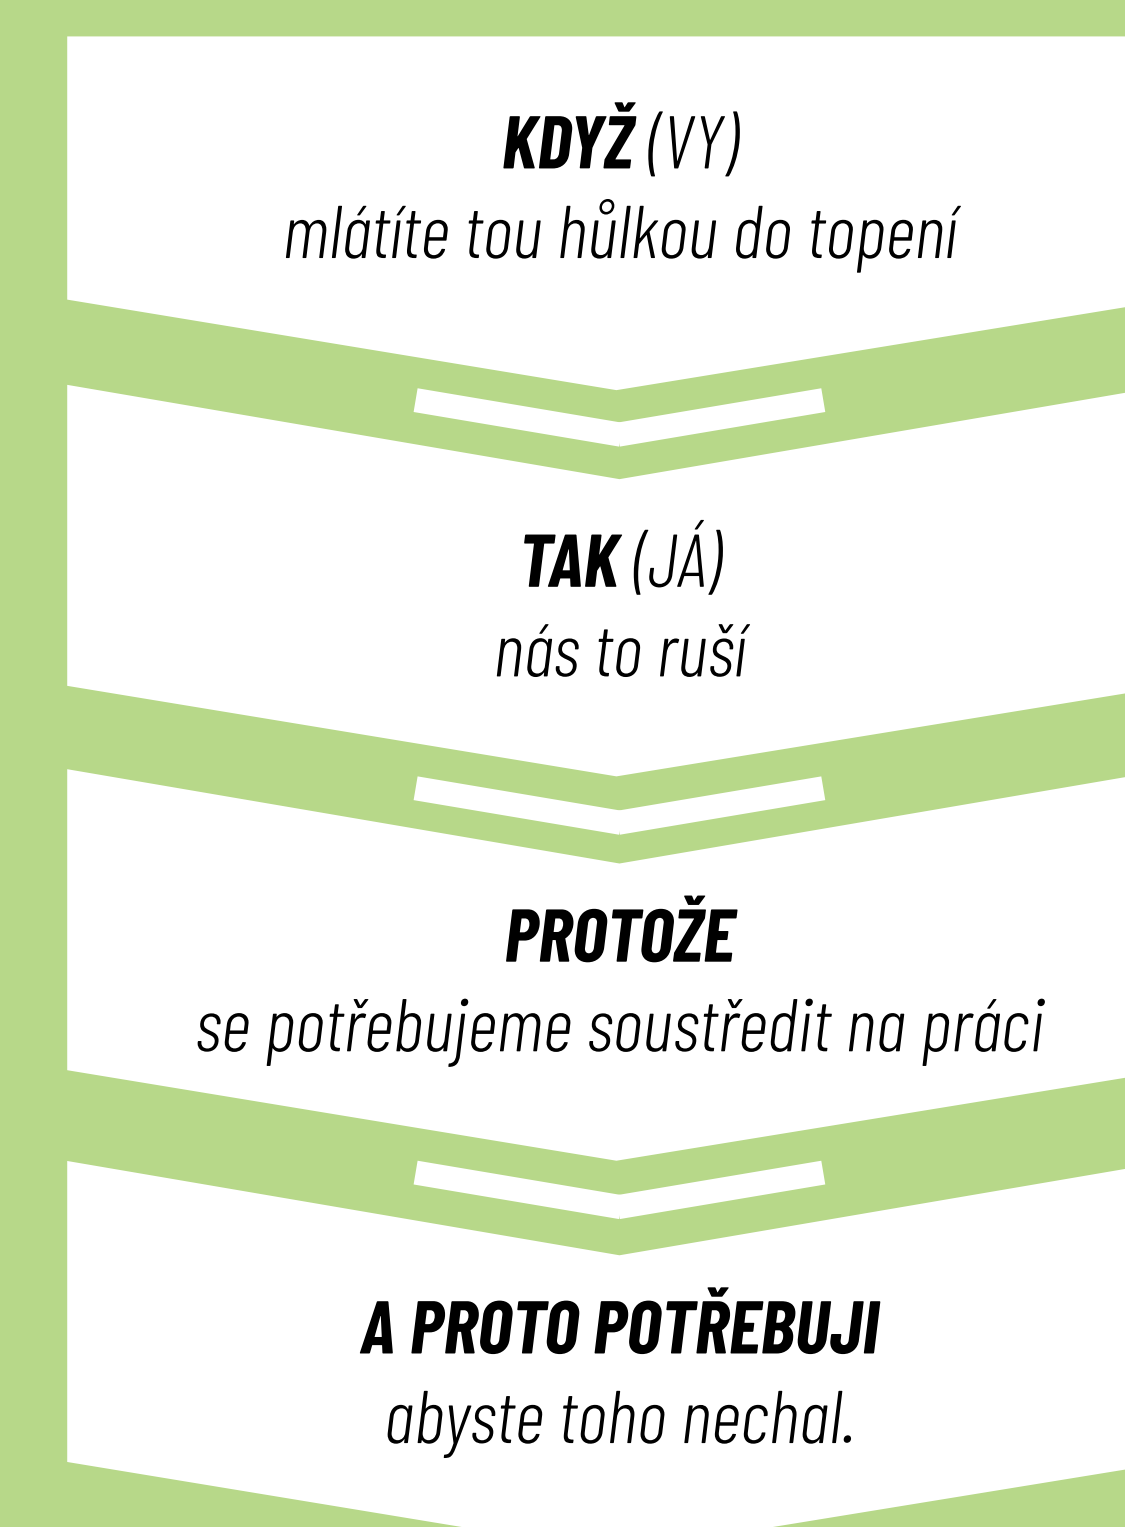 KDYŽ (VY)
mlátíte tou hůlkou do topení
TAK (JÁ)
nás to ruší
PROTOŽE
se potřebujeme soustředit na práci
A PROTO POTŘEBUJI
abyste toho nechal.